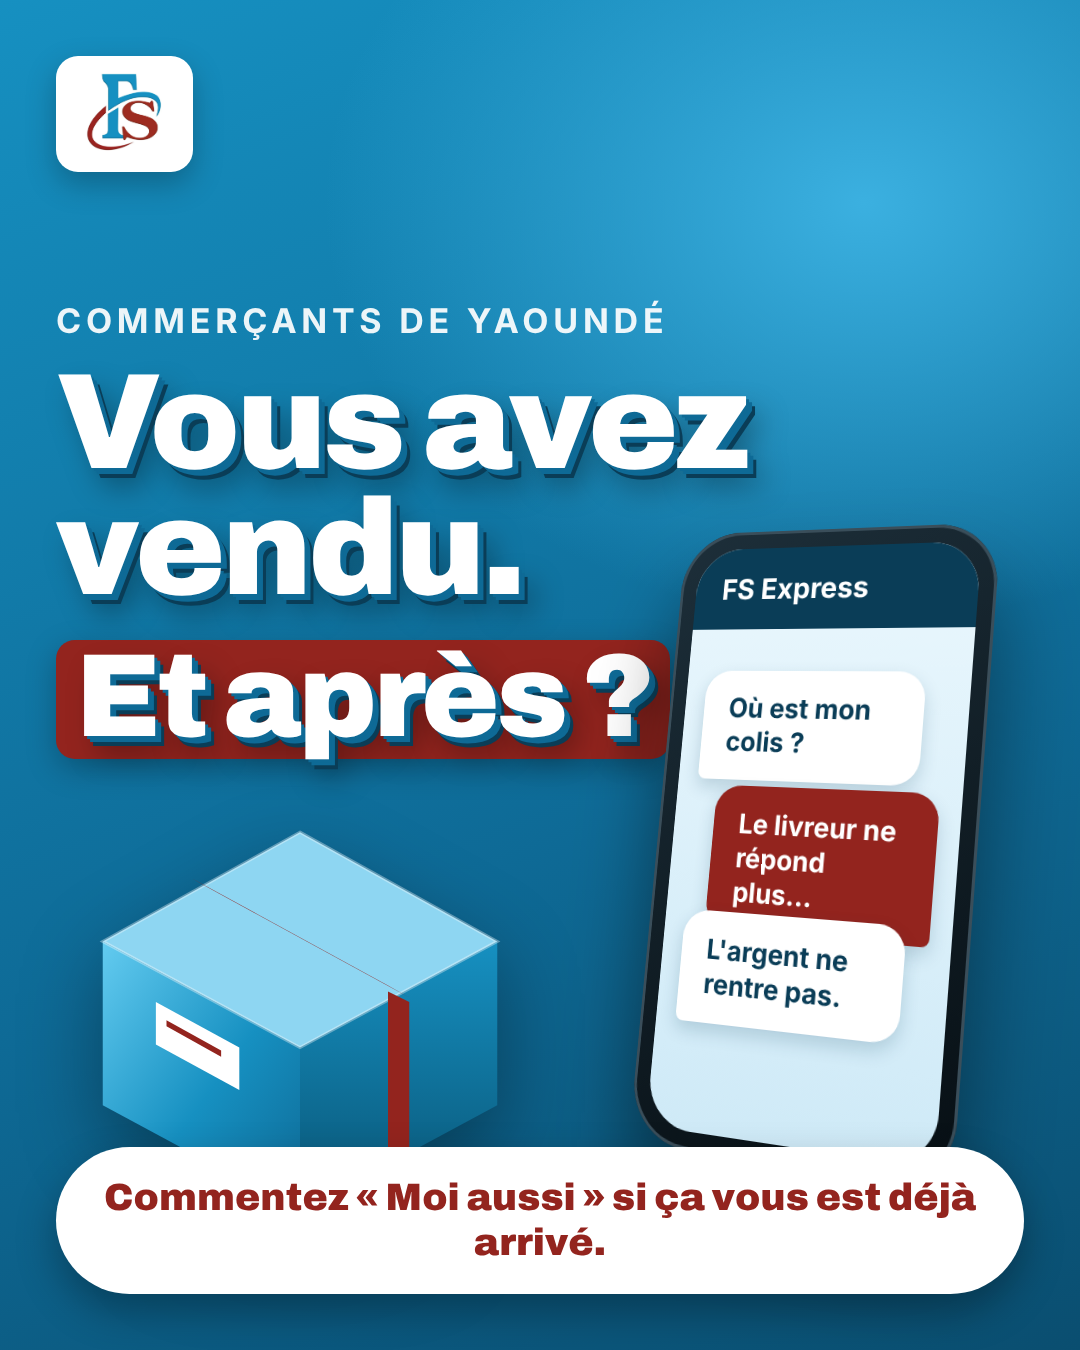 FS
COMMERÇANTS DE YAOUNDÉ
Vous avez
vendu.
Et après ?
FS Express
Où est mon
colis ?
Le livreur ne
répond
plus...
L'argent ne
rentre pas.
Commentez « Moi aussi » si ça vous est déjà
arrivé.